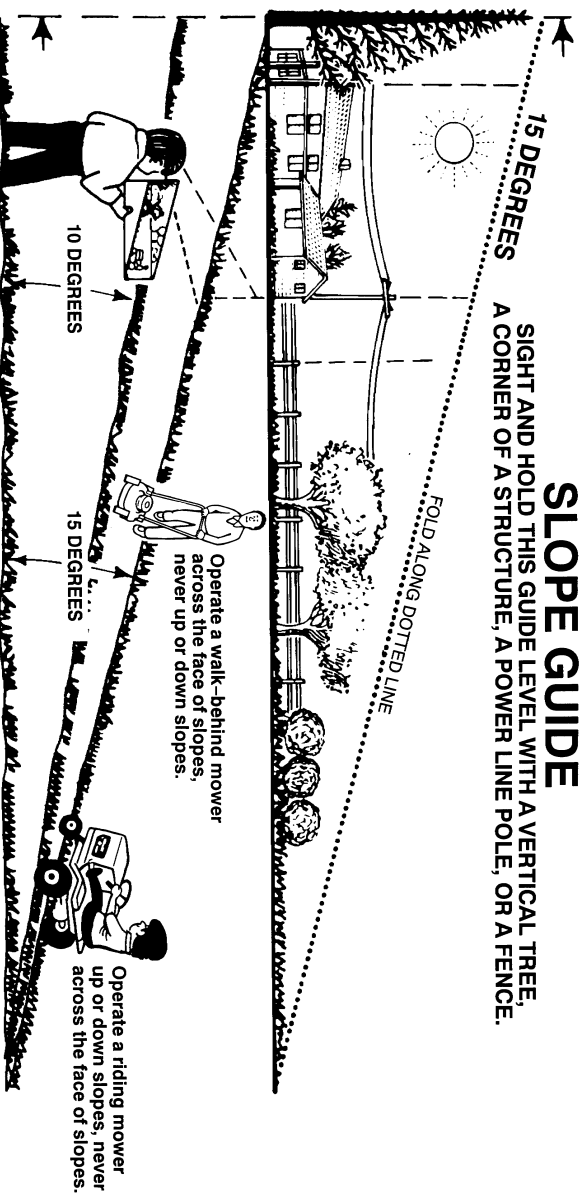 SLOPE GUIDE
SIGHT AND HOLD THIS GUIDE LEVEL WITH A VERTICAL TREE,
A CORNER OF A STRUCTURE, A POWER LINE POLE, OR A FENCE.
15 DEGREES
FOLD ALONG DOTTED LINE
Operate a walk–behind mower
across the face of slopes,
never up or down slopes.
10 DEGREES
15 DEGREES
Operate a riding mower
up or down slopes, never
across the face of slopes.